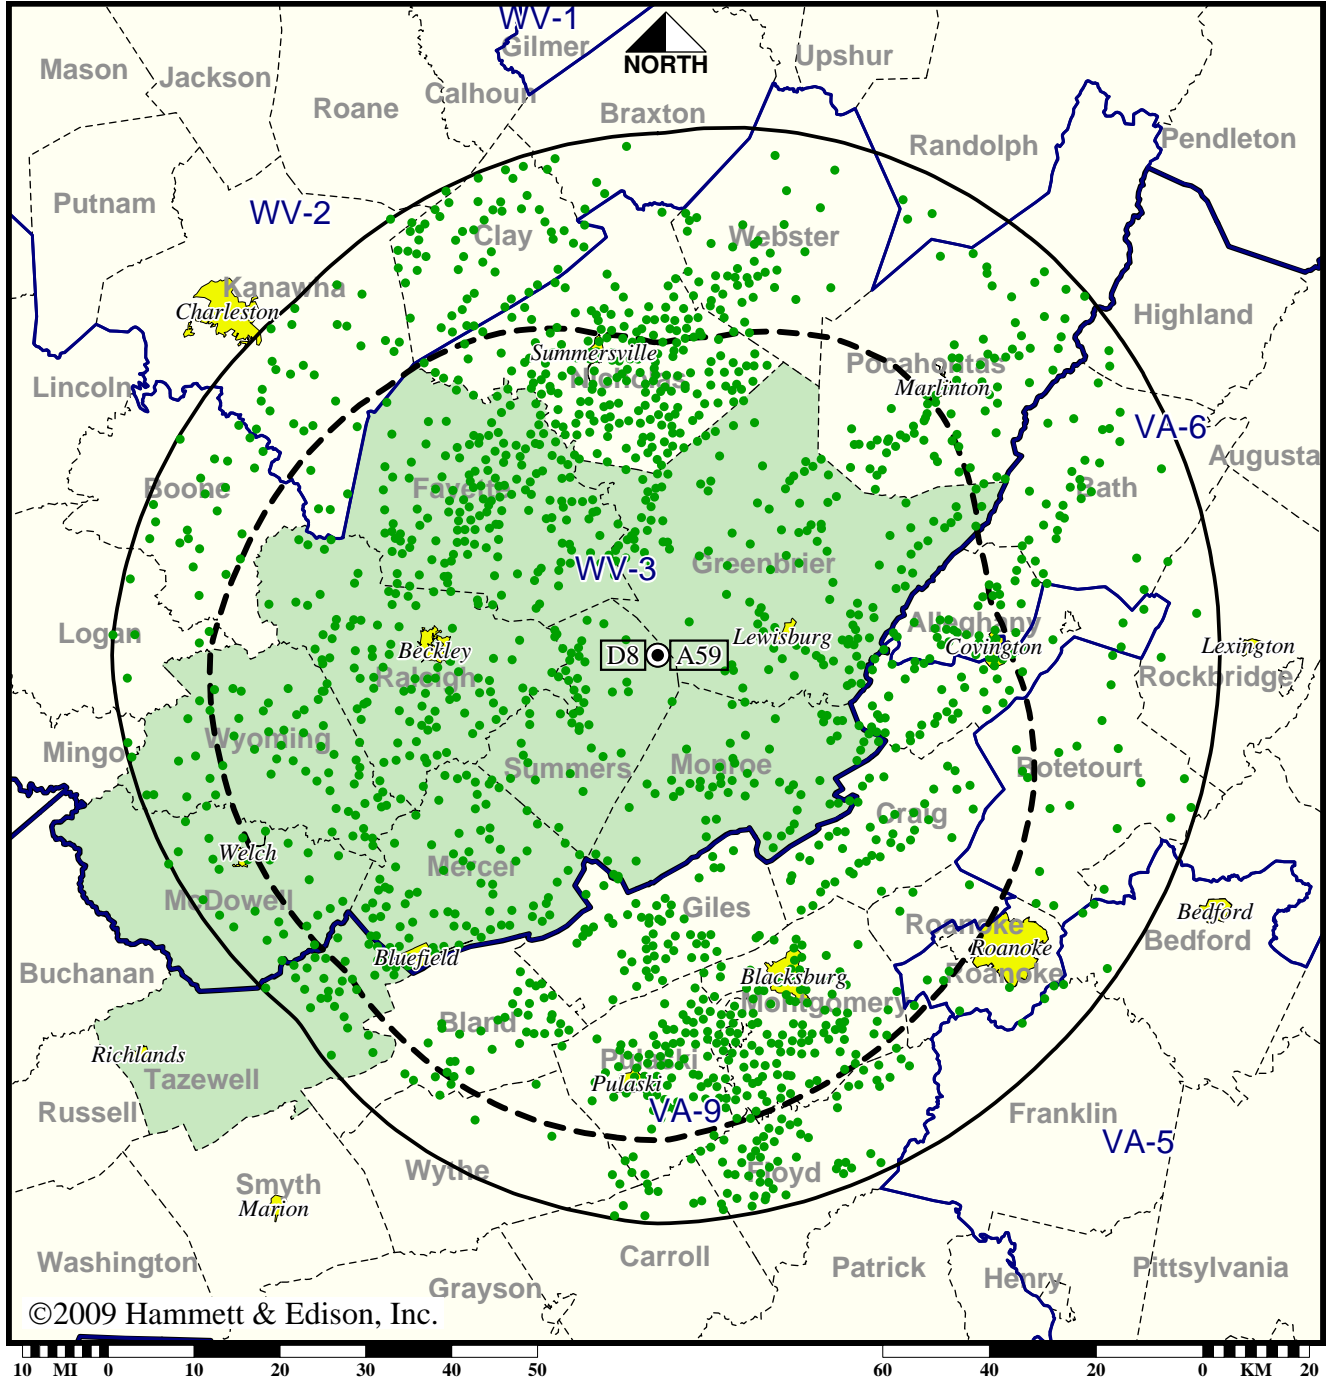 WV-1
Gilmer
Upshur
Mason
Jackson
NORTH
Calhoun
Roane
Braxton
Randolph
Pendleton
Putnam
WV-2
Clay
Webster
Kanawha
Charleston
Highland
Summersville
Nicholas
Pocahontas
Marlinton
Lincoln
VA-6
Augusta
Boone
Fayette
Bath
WV-3
Greenbrier
Logan
Beckley
Raleigh
D8
A59
Lewisburg
Alleghany
Covington
Lexington
Rockbridge
Mingo
Wyoming
Summers
Monroe
Botetourt
Craig
Welch
Mercer
McDowell
Giles
Roanoke
Roanoke
Roanoke
Bedford
Bedford
Buchanan
Bluefield
Blacksburg
Montgomery
Bland
Richlands
Tazewell
Pulaski
Pulaski
VA-9
Russell
Franklin
VA-5
Smyth
Marion
Wythe
Floyd
Washington
Carroll
Grayson
Patrick
Henry
Pittsylvania
©2009 Hammett & Edison, Inc.
10 MI 0 10 20 30 40 50 60 40 20 0 KM 20